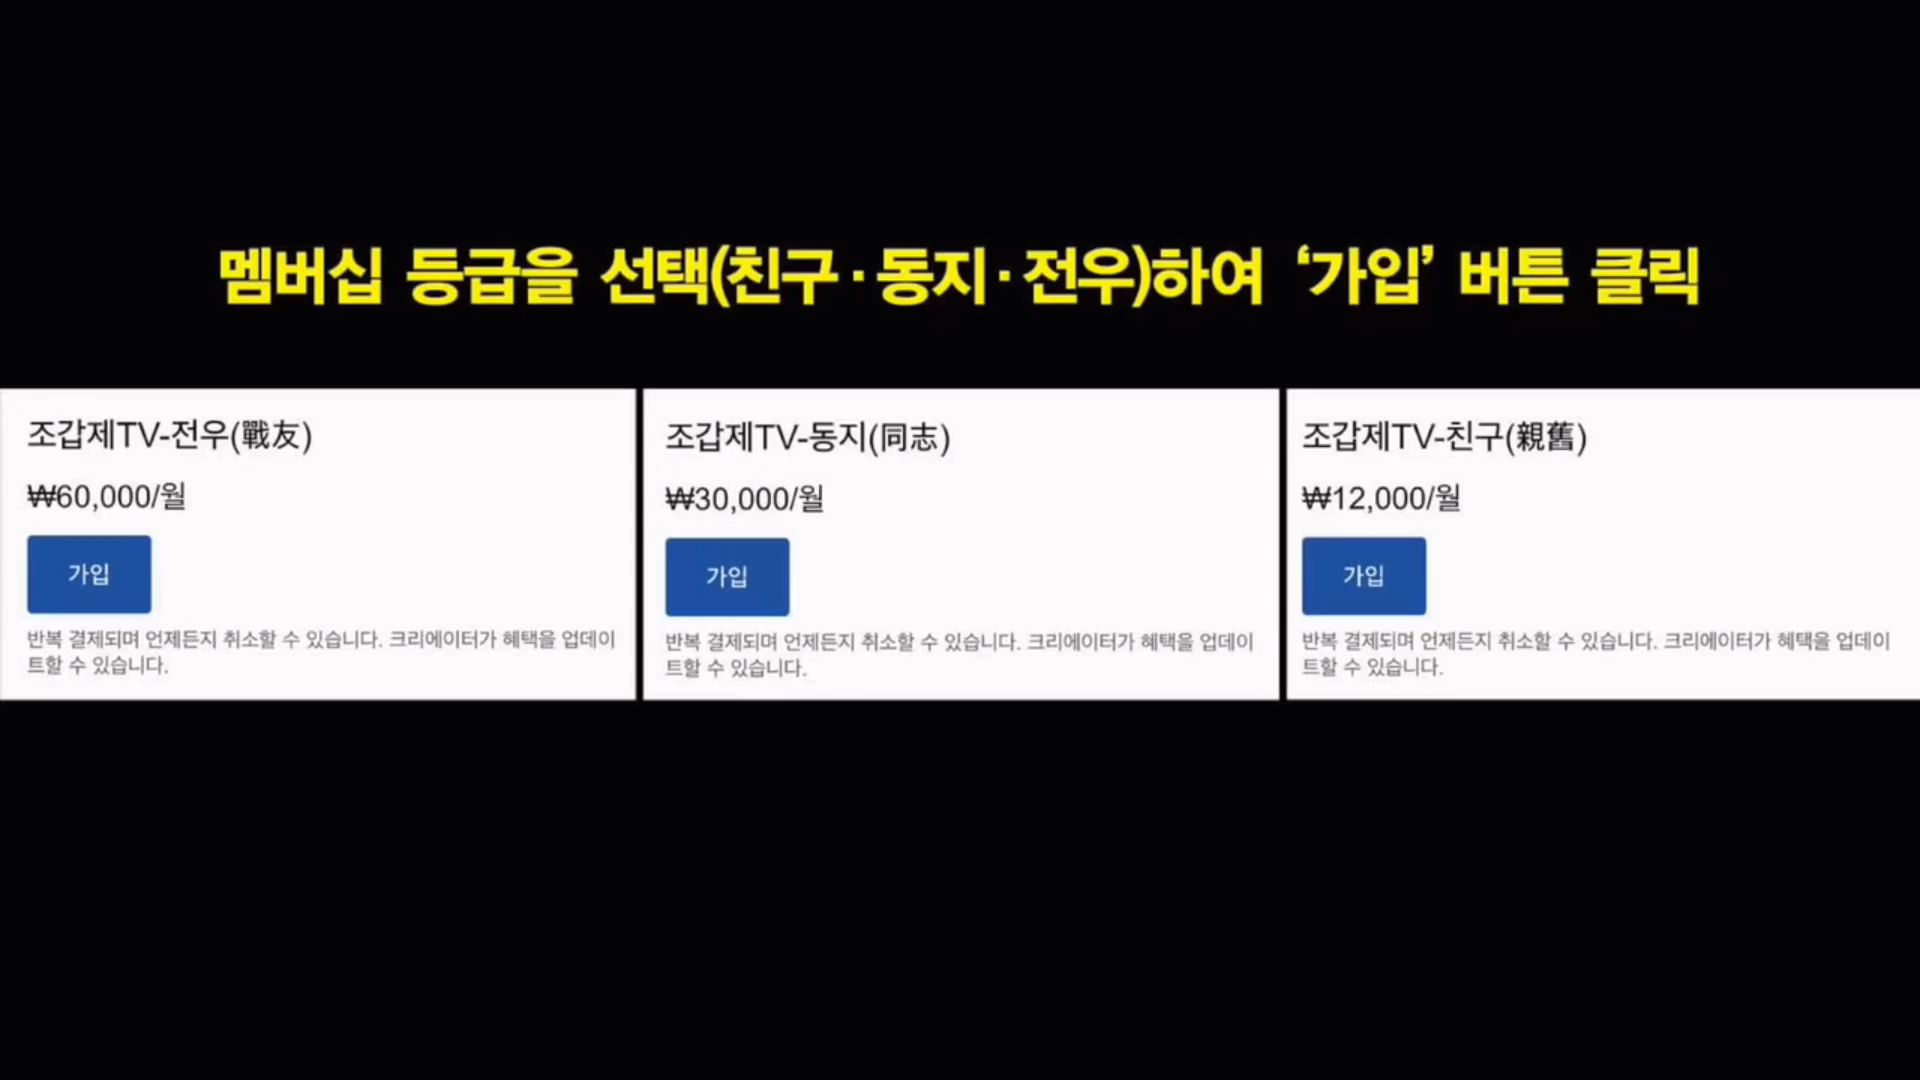 멤버십 등급을 선택(친구·동지·전우)하여 ‘가입’ 버튼 클릭
조갑제TV-전우(戰友)
₩60,000/월
가입
반복 결제되며 언제든지 취소할 수 있습니다. 크리에이터가 혜택을 업데이
트할 수 있습니다.
조갑제TV-동지(同志)
₩30,000/월
가입
반복 결제되며 언제든지 취소할 수 있습니다. 크리에이터가 혜택을 업데이
트할 수 있습니다.
조갑제TV-친구(親舊)
₩12,000/월
가입
반복 결제되며 언제든지 취소할 수 있습니다. 크리에이터가 혜택을 업데이
트할 수 있습니다.